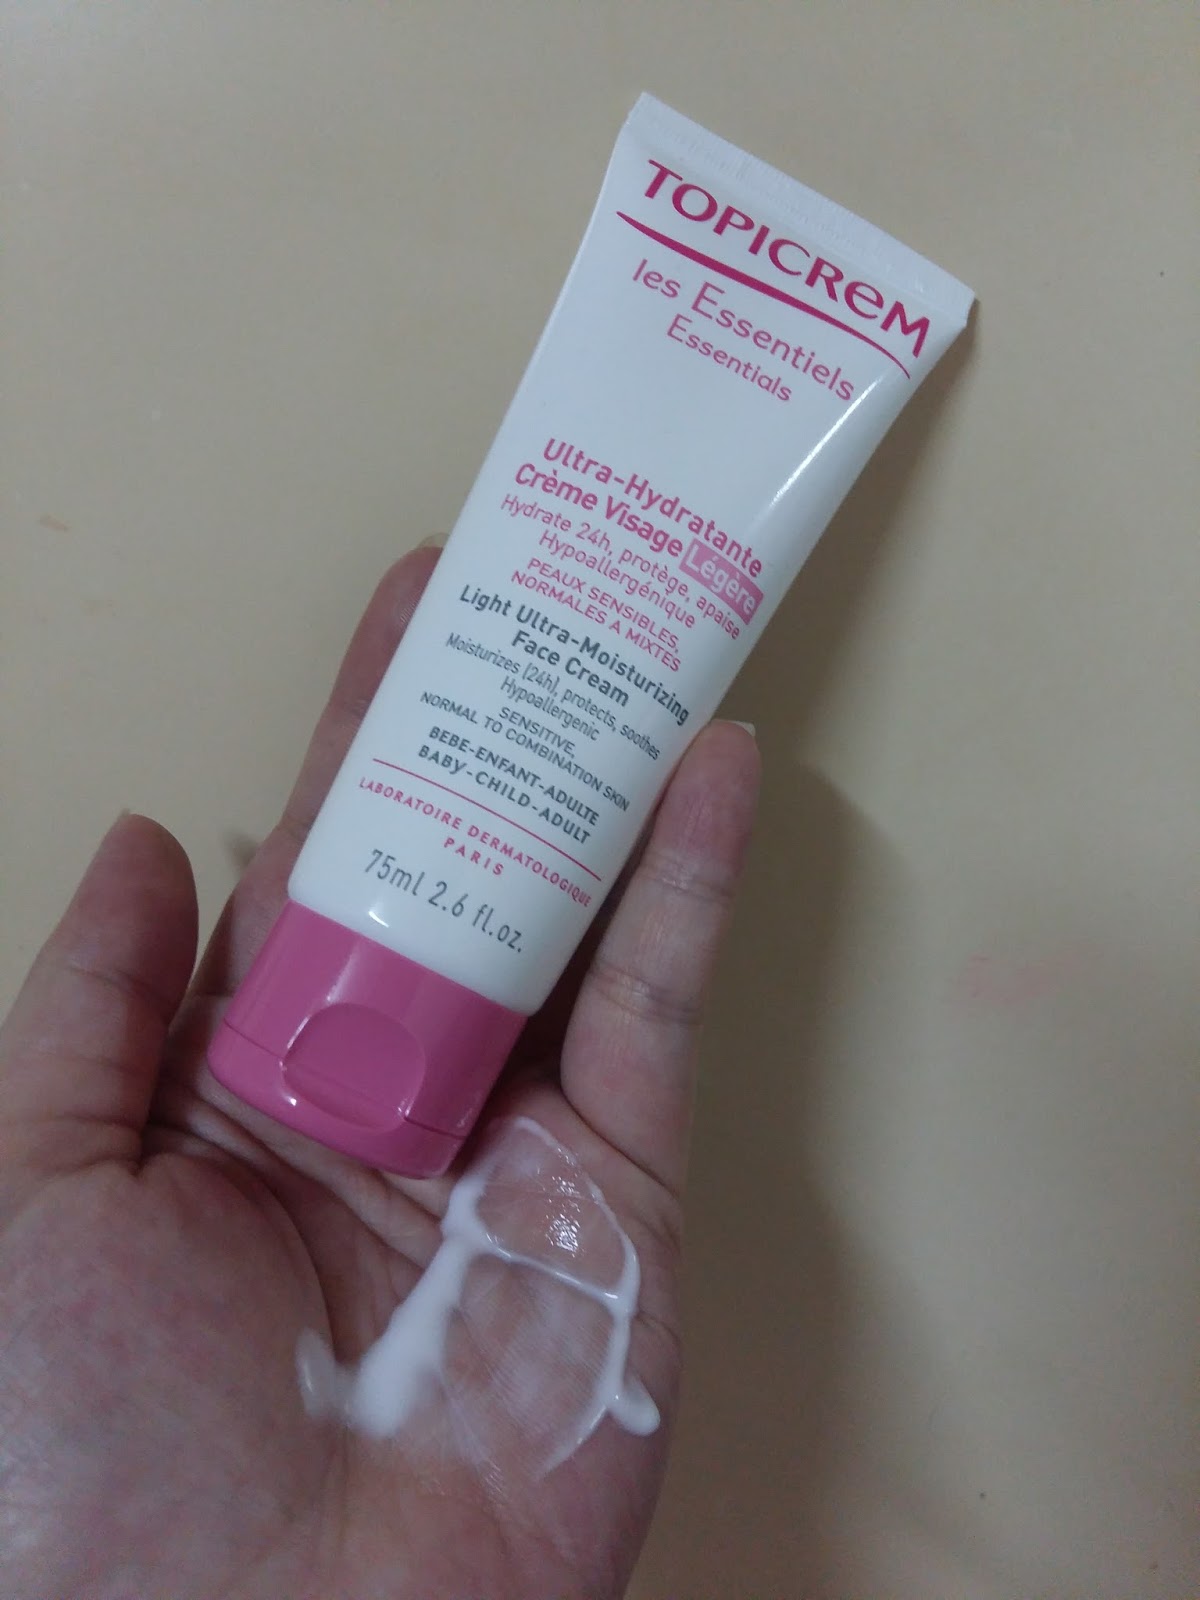 TOPICREM
les Essentiels
Essentials
Ultra-Hydratante
Crème Visage Légère
Hydrate 24h, protège, apaise
Hypoallergénique
PEAUX SENSIBLES,
NORMALES A MIXTES
Light Ultra-Moisturizing
Face Cream
Moisturizes (24h), protects, soothes
Hypoallergenic
SENSITIVE,
NORMAL TO COMBINATION SKIN
BEBE-ENFANT-ADULTE
BABY-CHILD-ADULT
LABORATOIRE DERMATOLOGIQUE
PARIS
75ml 2.6 fl.oz.